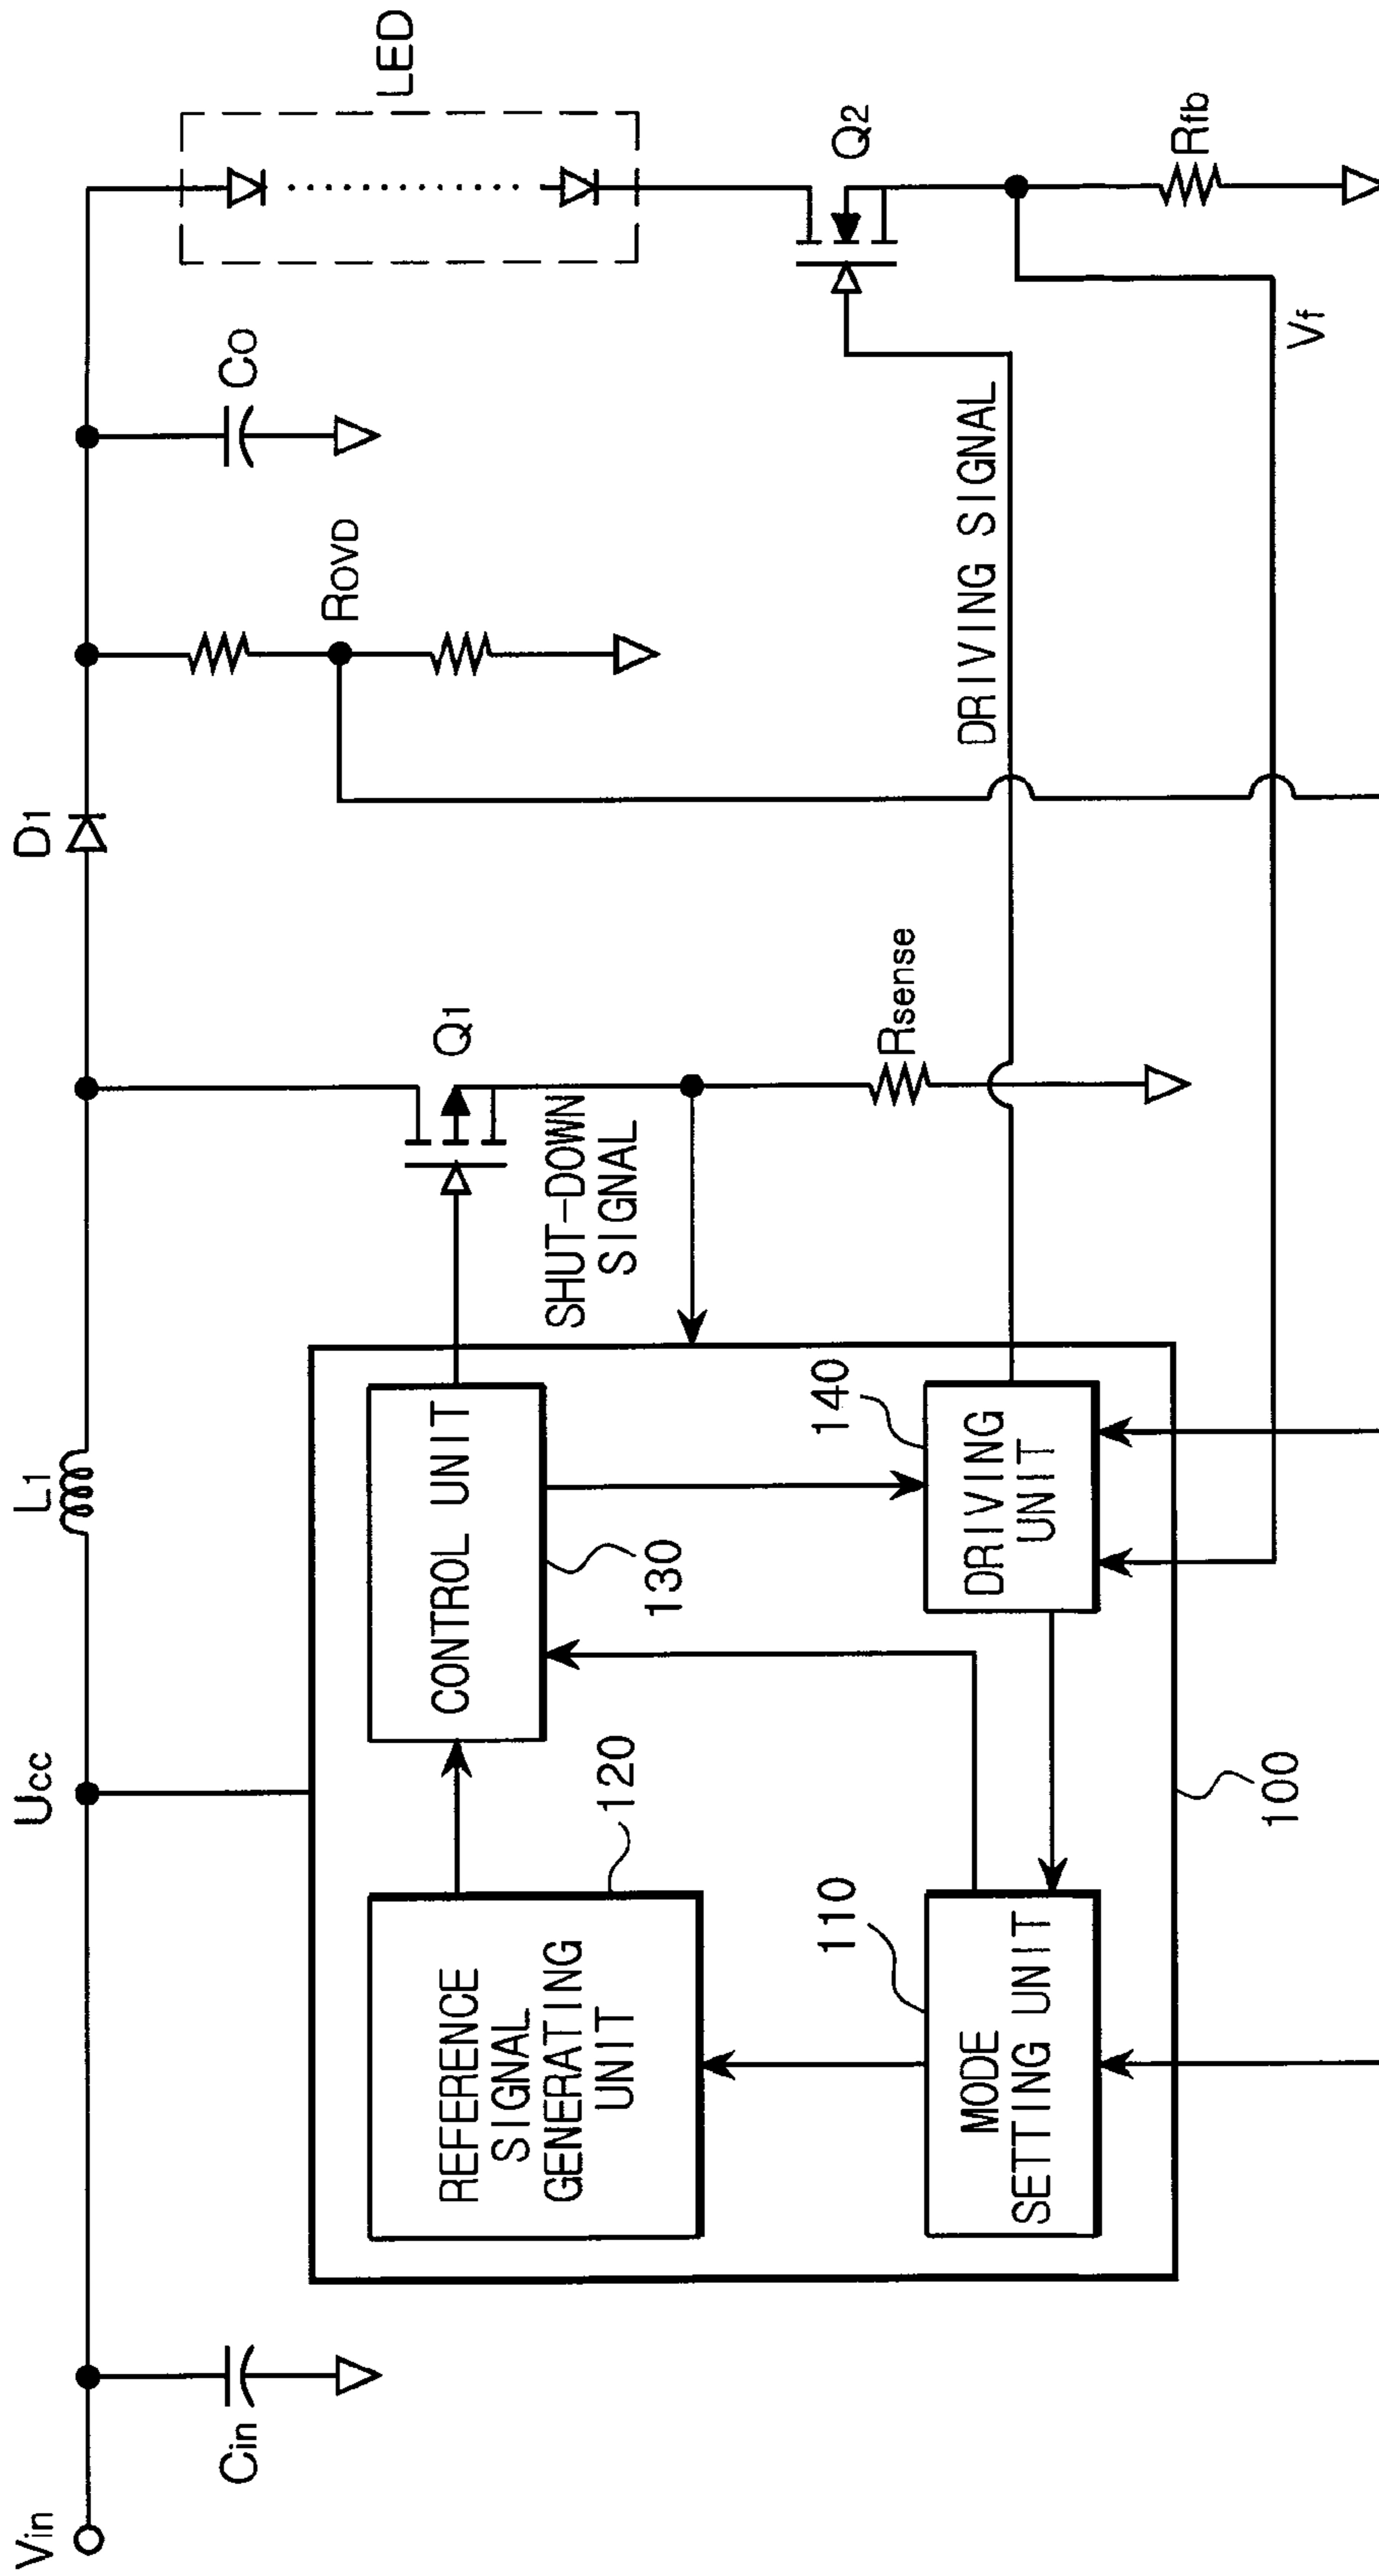 Vin
Cin
Ucc
L1
D1
ROVD
CO
LED
Q1
Q2
REFERENCE
SIGNAL
GENERATING
UNIT
120
CONTROL UNIT
130
SHUT-DOWN
SIGNAL
Rsense
MODE
SETTING UNIT
110
DRIVING
UNIT
140
DRIVING SIGNAL
Rfb
Vf
100